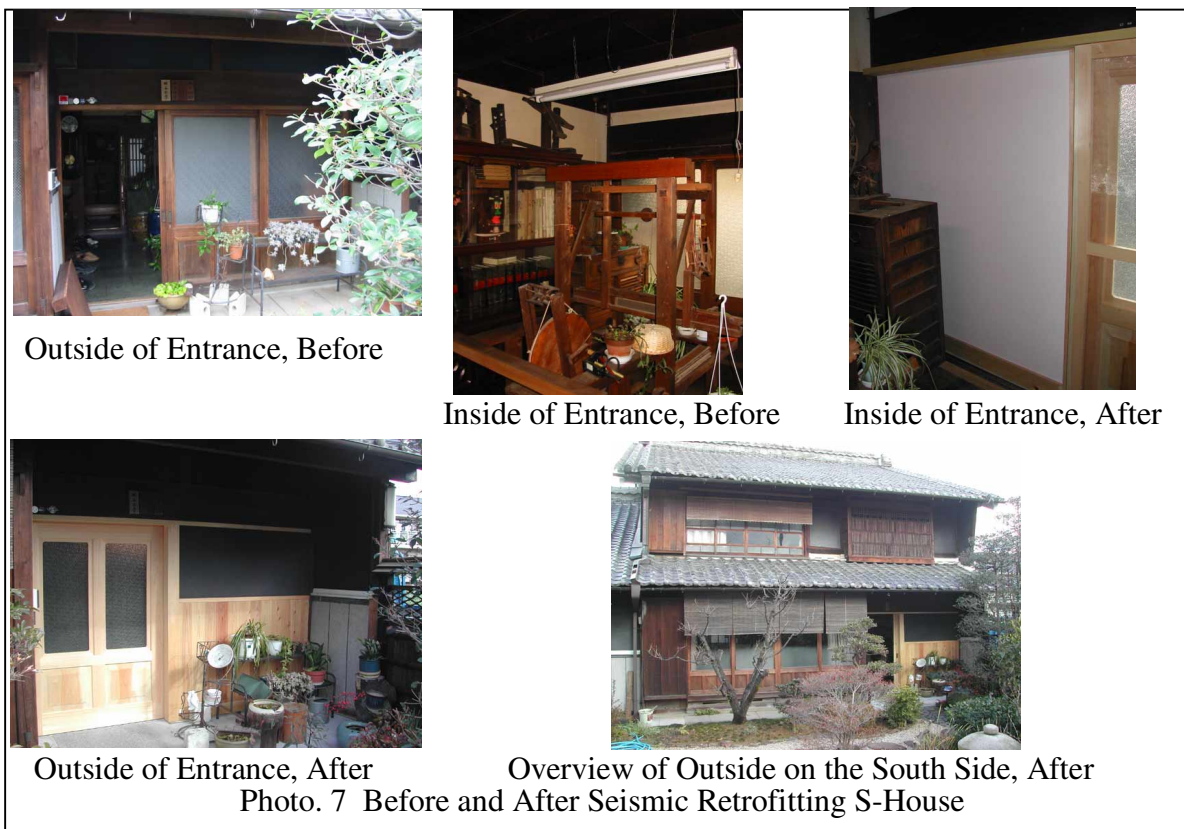 Outside of Entrance, Before
Inside of Entrance, Before
Inside of Entrance, After
Outside of Entrance, After
Overview of Outside on the South Side, After
Photo. 7 Before and After Seismic Retrofitting S-House